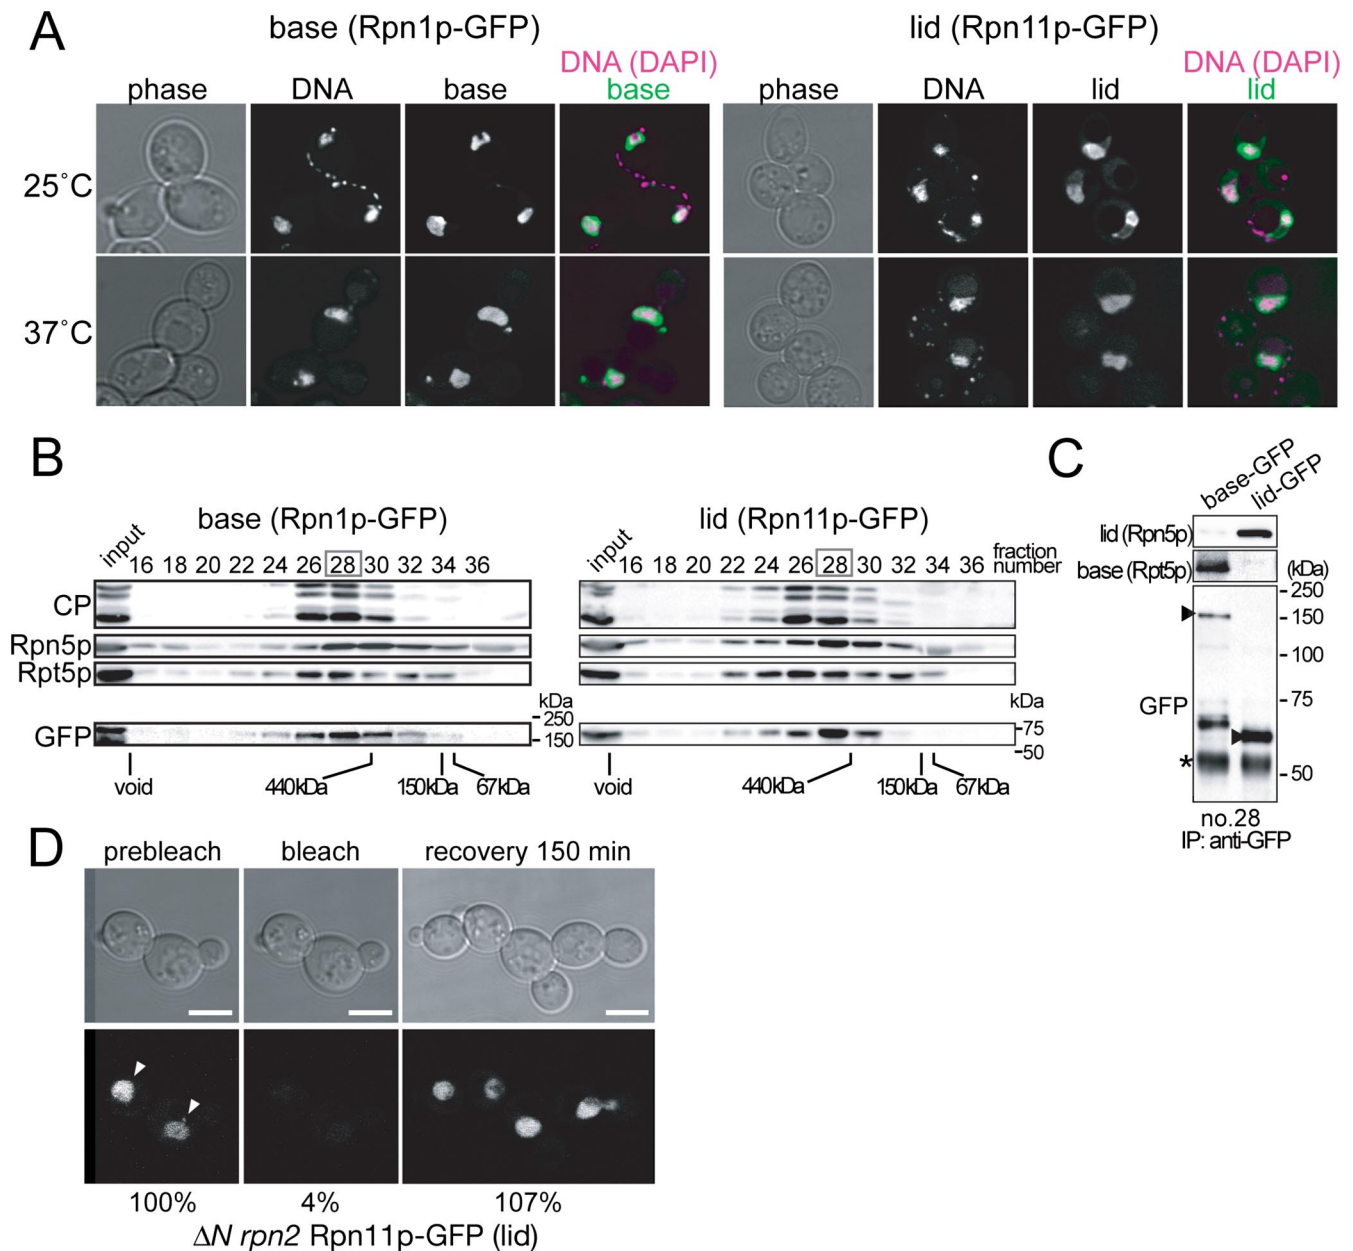 A
base (Rpn1p-GFP)
lid (Rpn11p-GFP)
DNA (DAPI)
DNA (DAPI)
phase
DNA
base
base
phase
DNA
lid
lid
25˚C
37˚C
B
C
base (Rpn1p-GFP)
lid (Rpn11p-GFP)
input 16 18 20 22 24 26 28 30 32 34 36
input 16 18 20 22 24 26 28 30 32 34 36
fraction
number
CP
Rpn5p
Rpt5p
GFP
kDa
250
150
kDa
75
50
void
440kDa
150kDa
67kDa
void
440kDa
150kDa
67kDa
base-GFP
lid-GFP
lid (Rpn5p)
base (Rpt5p)
(kDa)
250
150
100
75
GFP
*
50
no.28
IP: anti-GFP
D
prebleach
bleach
recovery 150 min
100%
4%
107%
ΔN rpn2 Rpn11p-GFP (lid)